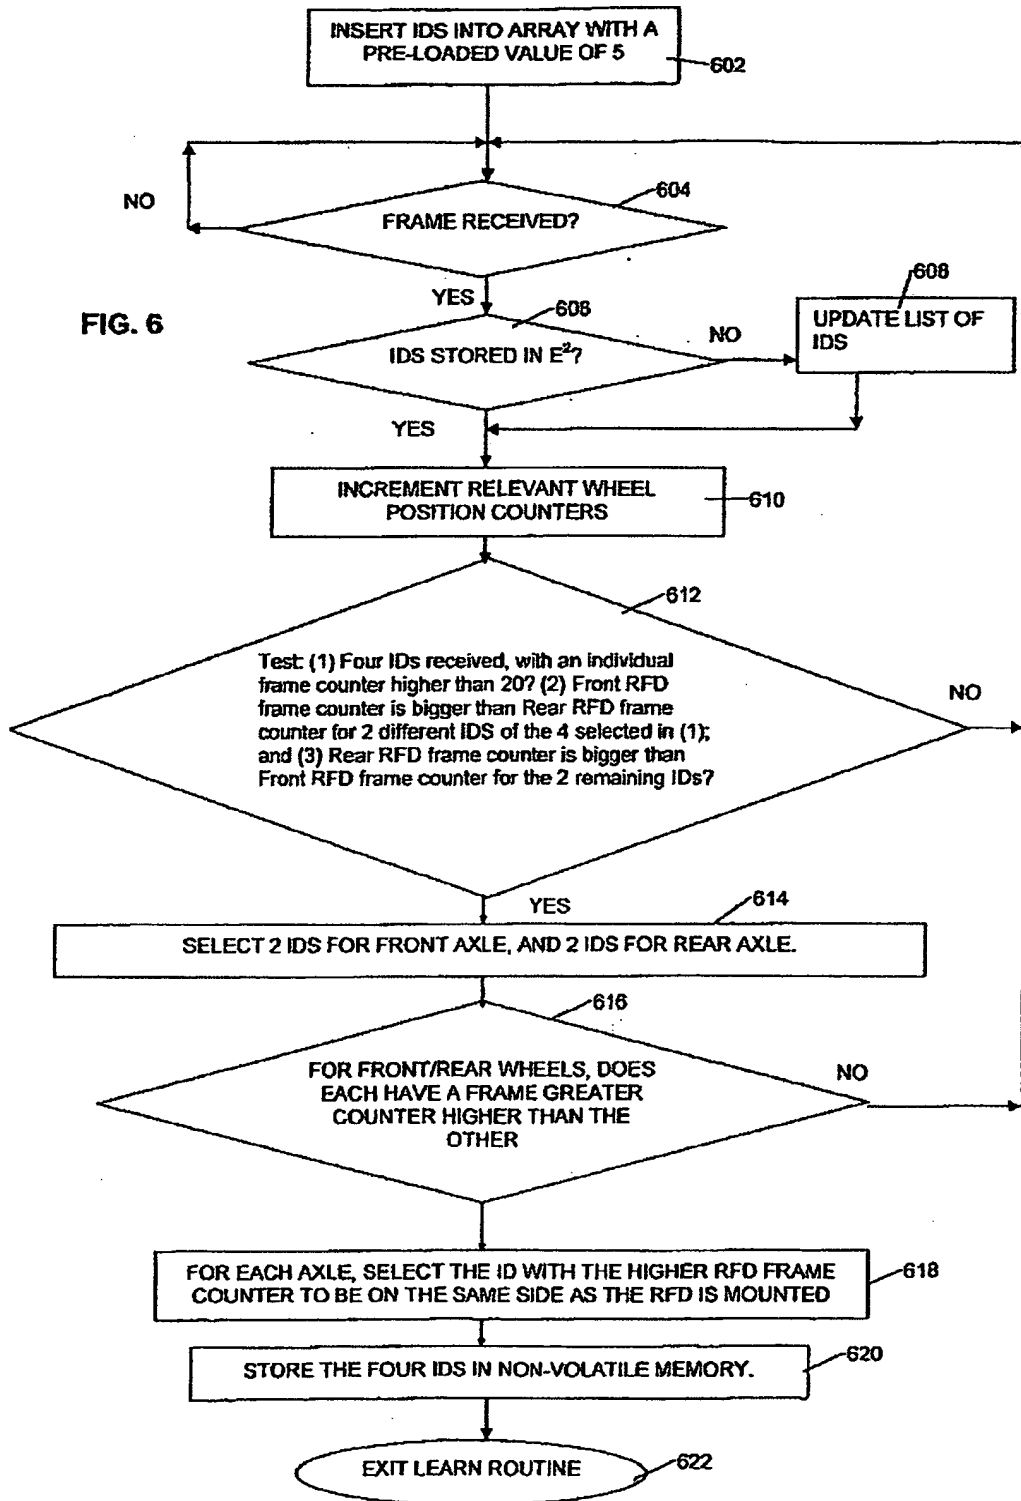 INSERT IDS INTO ARRAY WITH A
PRE-LOADED VALUE OF 5
602
NO
604
FRAME RECEIVED?
FIG. 6
YES
606
IDS STORED IN E²?
NO
608
UPDATE LIST OF
IDS
YES
INCREMENT RELEVANT WHEEL
POSITION COUNTERS
610
612
Test: (1) Four IDs received, with an individual
frame counter higher than 20? (2) Front RFD
frame counter is bigger than Rear RFD frame
counter for 2 different IDS of the 4 selected in (1);
and (3) Rear RFD frame counter is bigger than
Front RFD frame counter for the 2 remaining IDs?
NO
YES
614
SELECT 2 IDS FOR FRONT AXLE, AND 2 IDS FOR REAR AXLE.
616
FOR FRONT/REAR WHEELS, DOES
EACH HAVE A FRAME GREATER
COUNTER HIGHER THAN THE
OTHER
NO
FOR EACH AXLE, SELECT THE ID WITH THE HIGHER RFD FRAME
COUNTER TO BE ON THE SAME SIDE AS THE RFD IS MOUNTED
618
STORE THE FOUR IDS IN NON-VOLATILE MEMORY.
620
EXIT LEARN ROUTINE
622